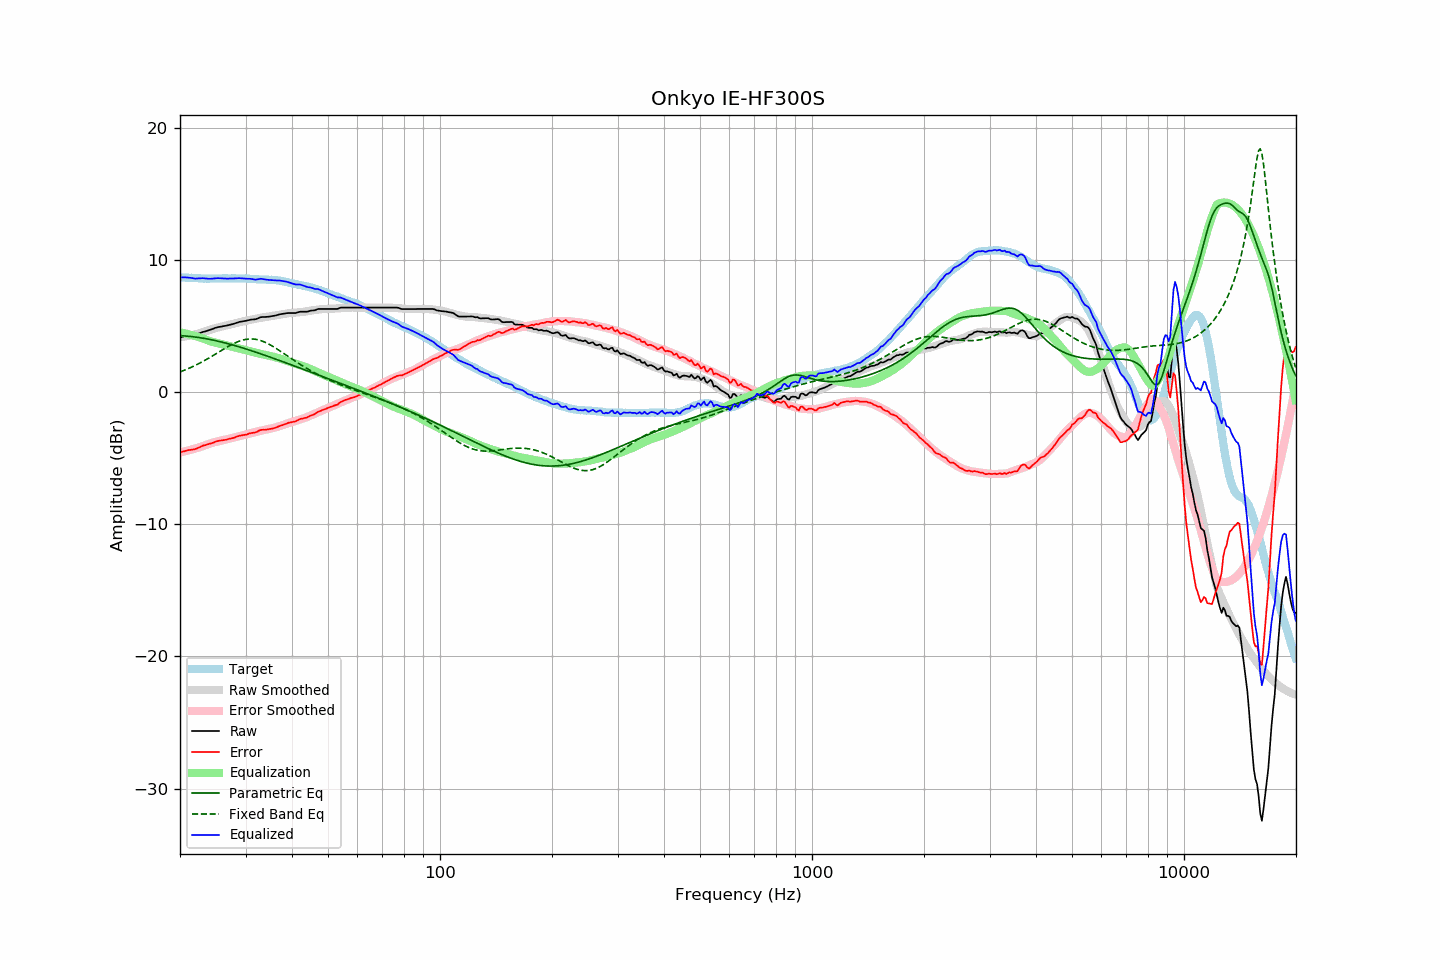 Onkyo IE-HF300S
20
10
0
−10
−20
−30
Amplitude (dBr)
Target
Raw Smoothed
Error Smoothed
Raw
Error
Equalization
Parametric Eq
Fixed Band Eq
Equalized
100
1000
10000
Frequency (Hz)